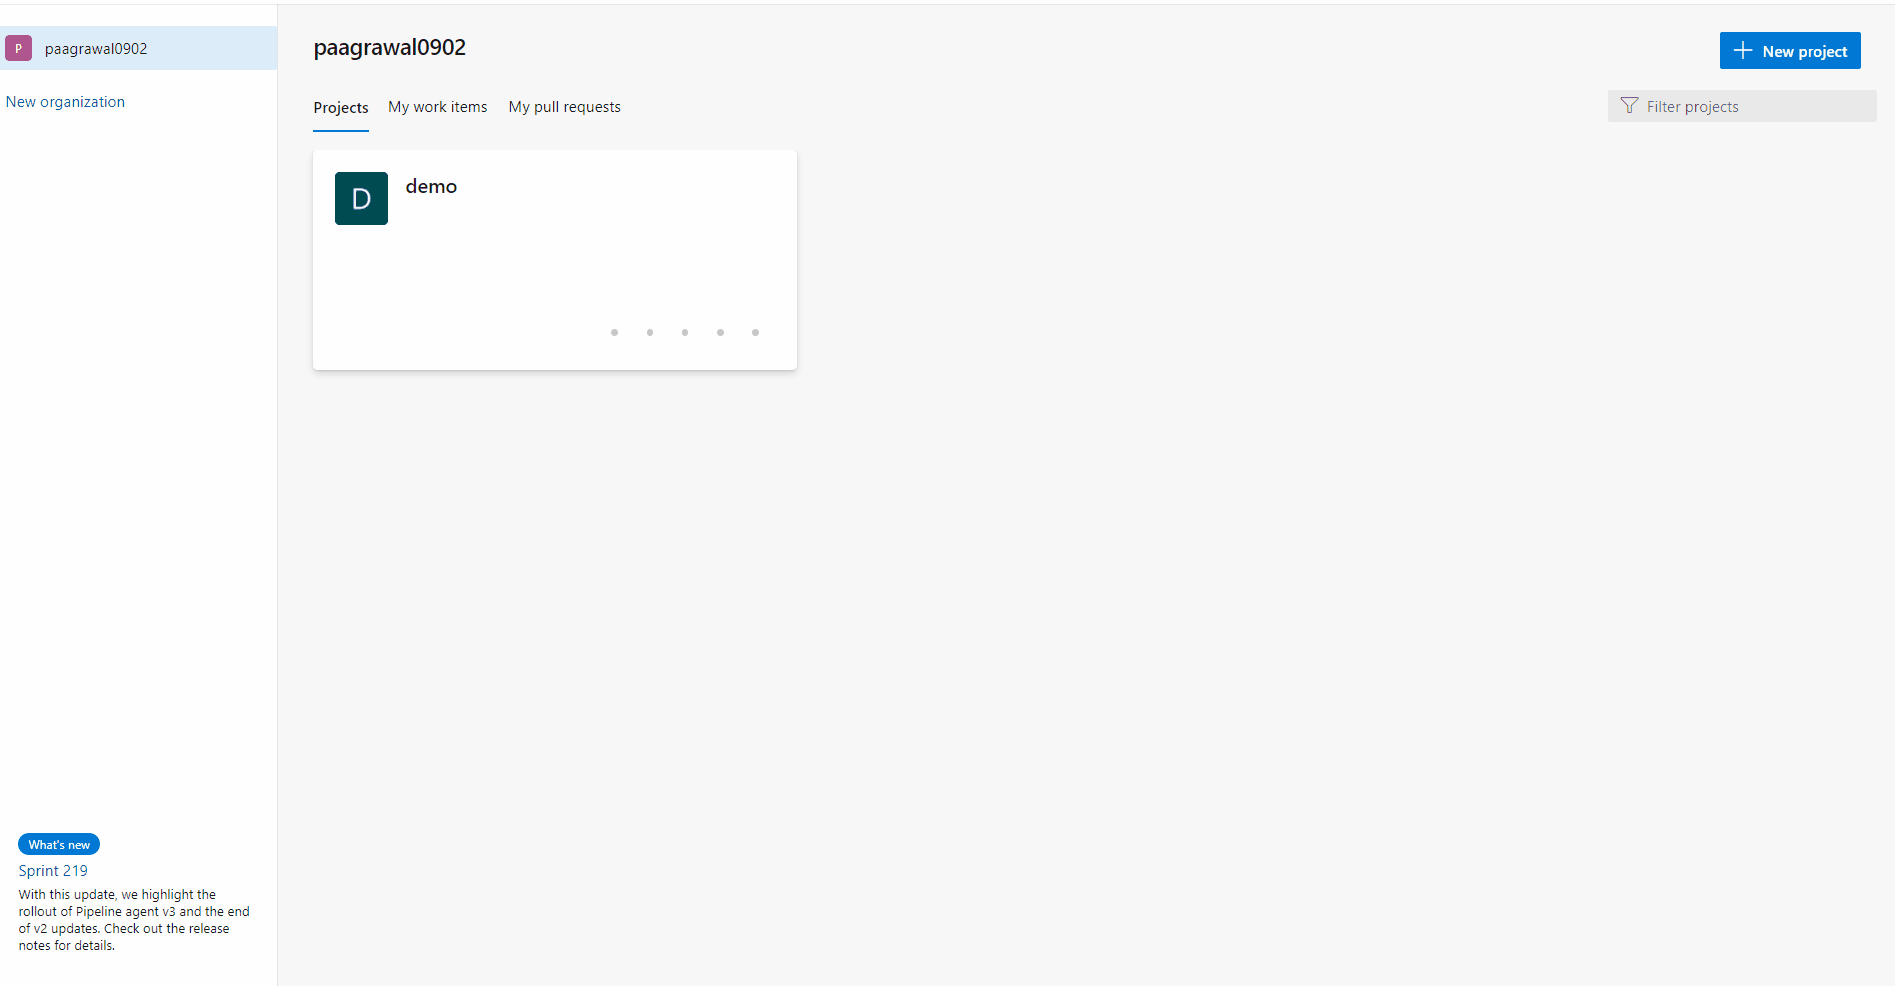 P paagrawal0902
New organization
What's new
Sprint 219
With this update, we highlight the
rollout of Pipeline agent v3 and the end
of v2 updates. Check out the release
notes for details.
paagrawal0902
New project
Projects My work items My pull requests
Filter projects
D demo